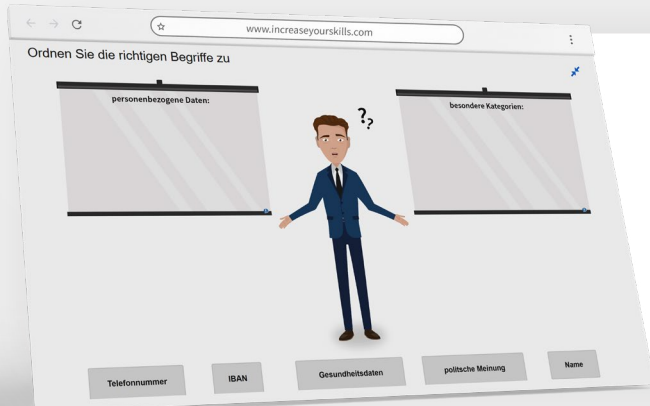 www.increaseyourskills.com
Ordnen Sie die richtigen Begriffe zu
personenbezogene Daten:
??
besondere Kategorien:
Telefonnummer
IBAN
Gesundheitsdaten
politsche Meinung
Name